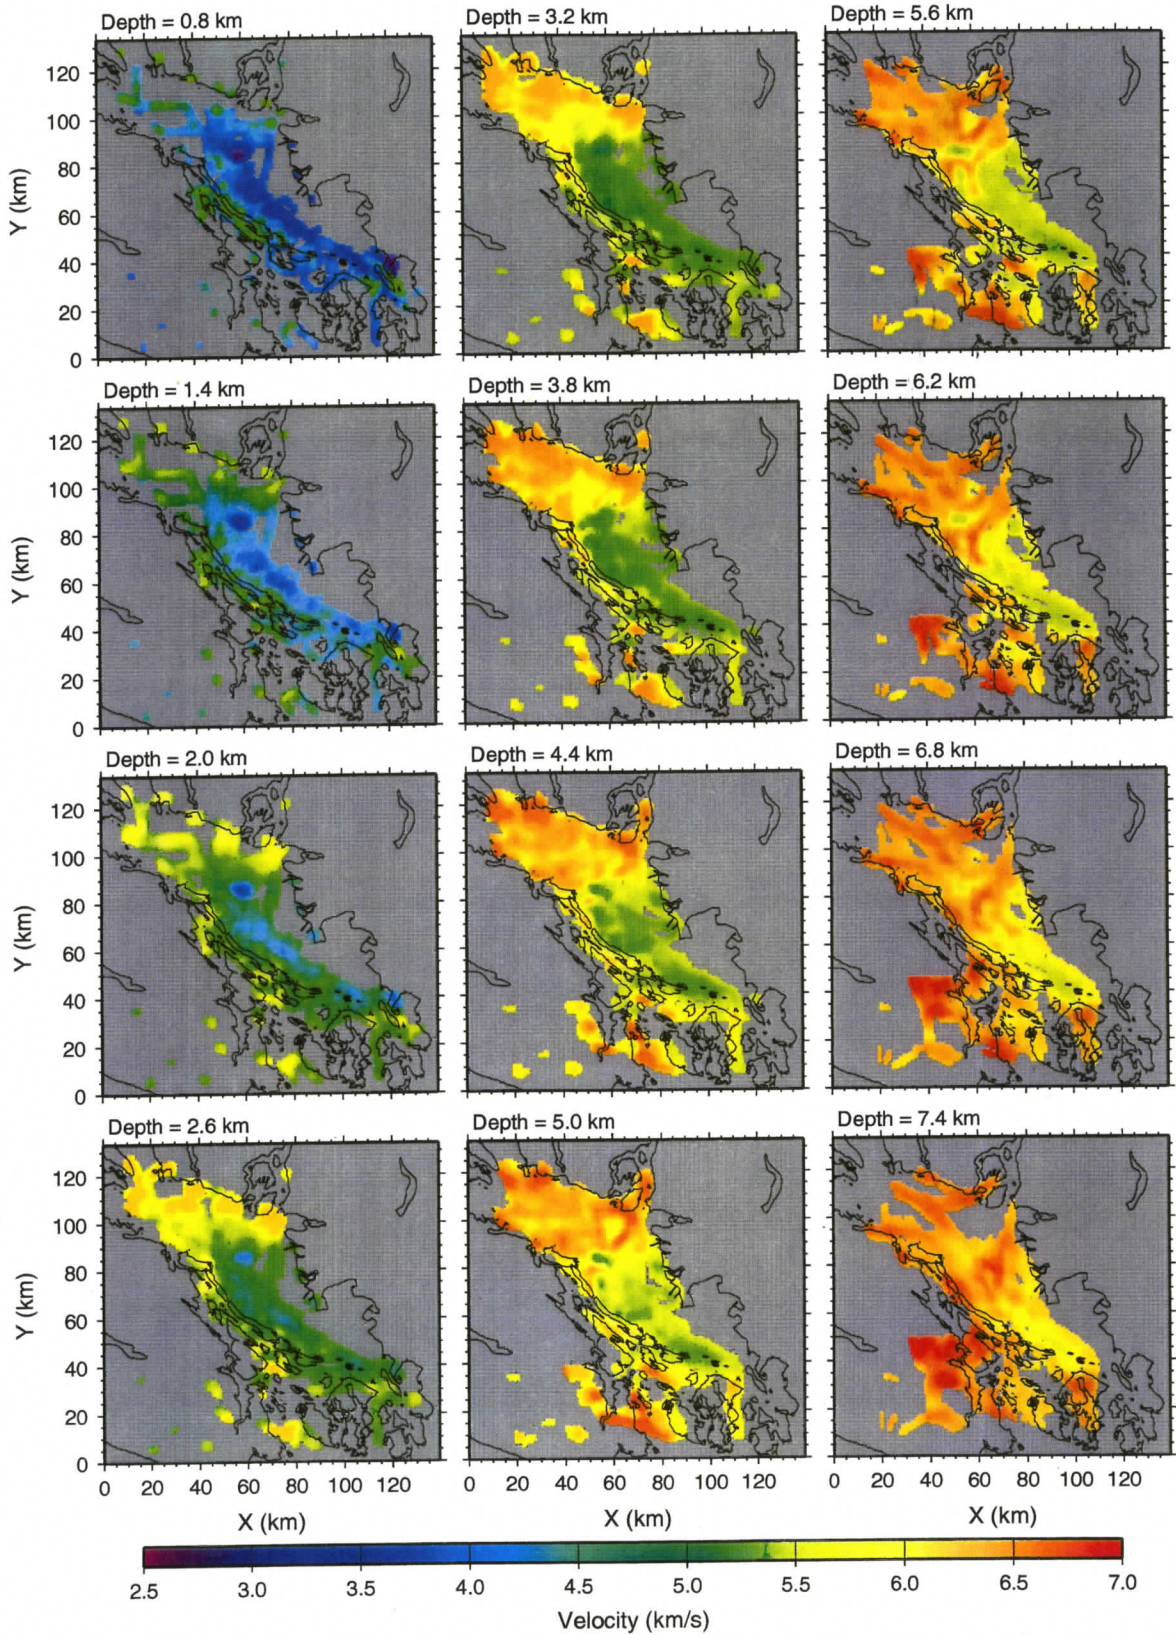 Depth = 0.8 km
Depth = 3.2 km
Depth = 5.6 km
Y (km)
120
100
80
60
40
20
0
Depth = 1.4 km
Depth = 3.8 km
Depth = 6.2 km
Y (km)
120
100
80
60
40
20
0
Depth = 2.0 km
Depth = 4.4 km
Depth = 6.8 km
Y (km)
120
100
80
60
40
20
0
Depth = 2.6 km
Depth = 5.0 km
Depth = 7.4 km
Y (km)
120
100
80
60
40
20
0
0 20 40 60 80 100 120
0 20 40 60 80 100 120
0 20 40 60 80 100 120
X (km)
X (km)
X (km)
2.5 3.0 3.5 4.0 4.5 5.0 5.5 6.0 6.5 7.0
Velocity (km/s)